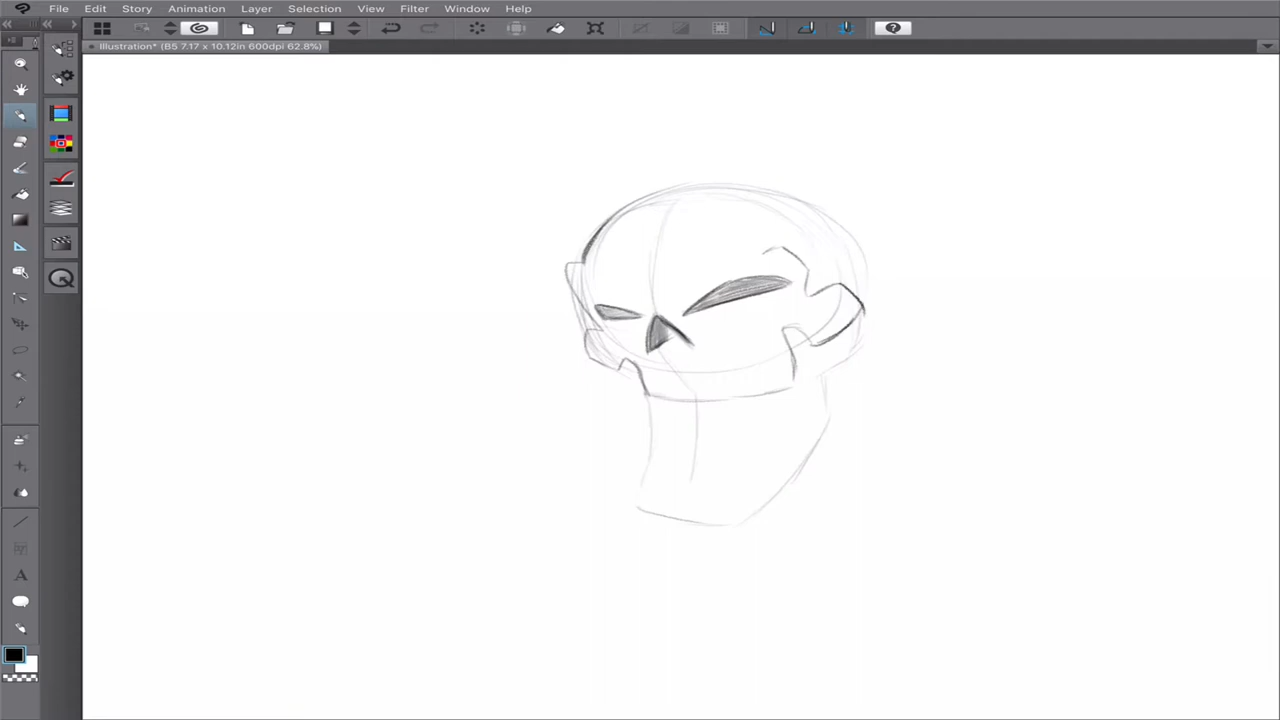 File Edit Story Animation Layer Selection View Filter Window Help
Illustration* (B5 7.17 x 10.12in 600dpi 62.8%)